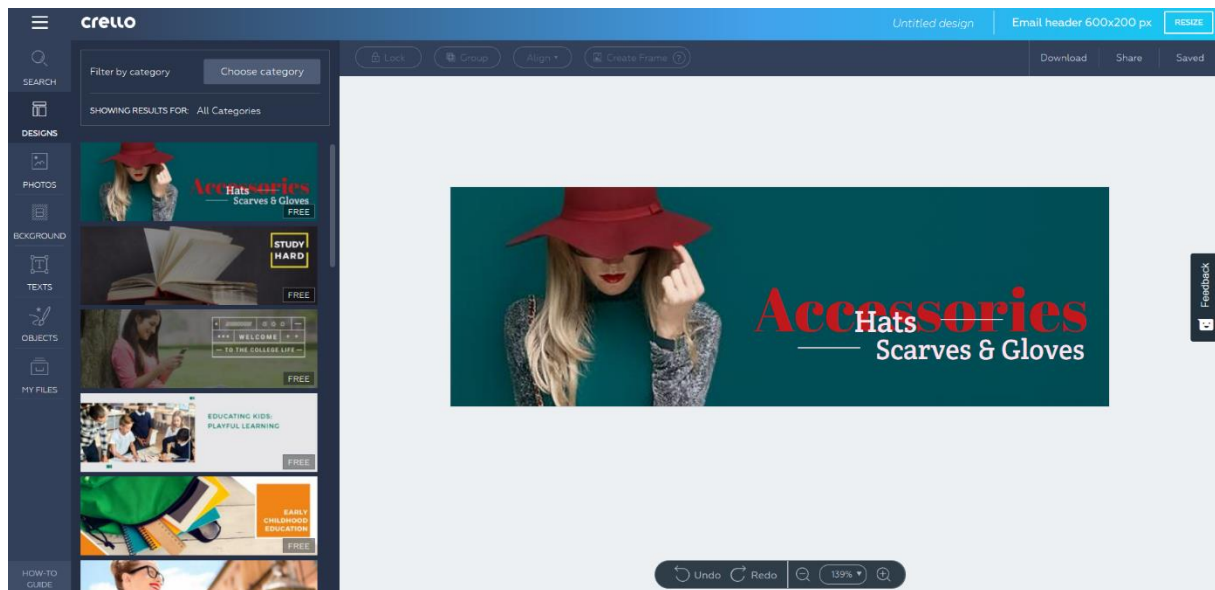 crello
Untitled design
Email header 600x200 px
RESIZE
SEARCH
DESIGNS
PHOTOS
BCKGROUND
TEXTS
OBJECTS
MY FILES
HOW-TO
GUIDE
Filter by category
Choose category
SHOWING RESULTS FOR: All Categories
Accessories
Hats
Scarves & Gloves
FREE
STUDY
HARD
FREE
WELCOME
TO THE COLLEGE LIFE
FREE
EDUCATING KIDS:
PLAYFUL LEARNING
FREE
EARLY
CHILDHOOD
EDUCATION
FREE
Lock
Group
Align
Create Frame ?
Download
Share
Saved
Accessories
Hats
Scarves & Gloves
Feedback
Undo
Redo
139%